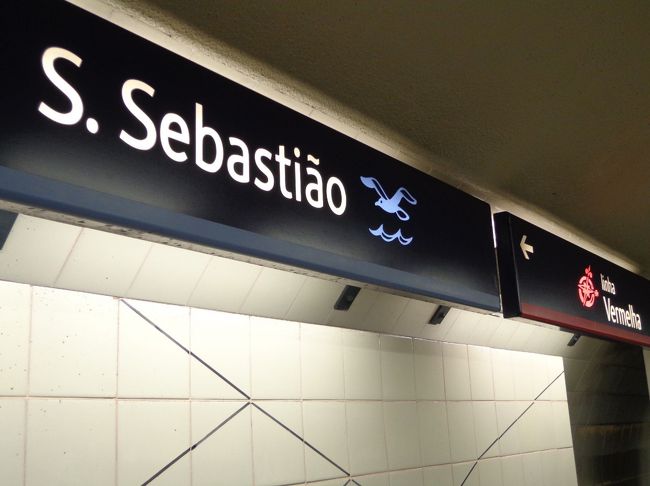 S. Sebastião
linha
Vermelha